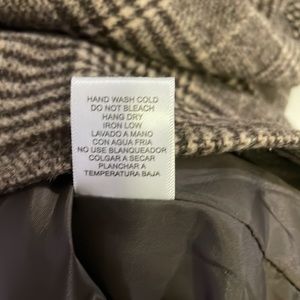 HAND WASH COLD
DO NOT BLEACH
HANG DRY
IRON LOW
LAVADO A MANO
CON AGUA FRIA
NO USE BLANQUEADOR
COLGAR A SECAR
PLANCHAR A
TEMPERATURA BAJA